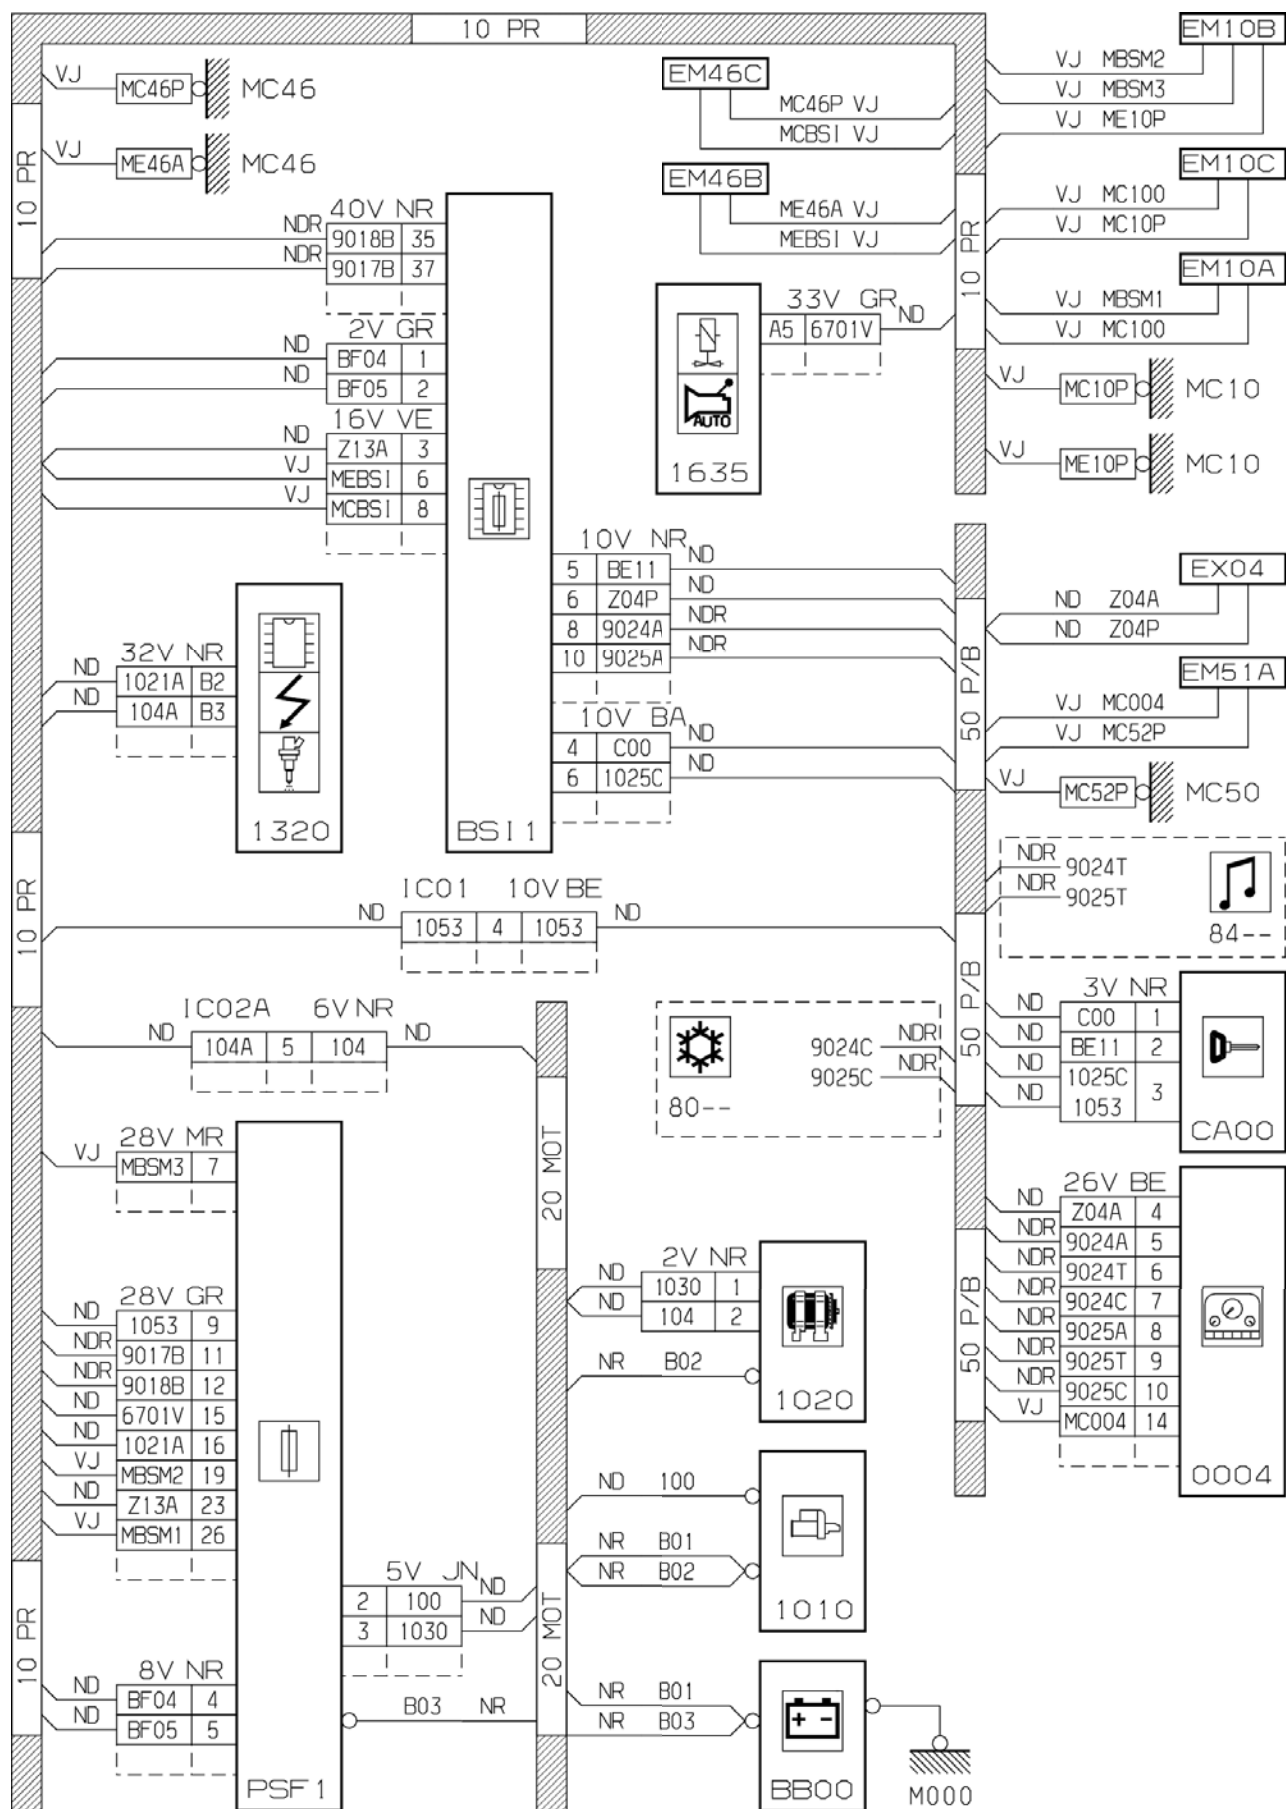 10 PR
EM10B
VJ MBSM2
VJ MBSM3
VJ ME10P
VJ
MC46P
MC46
EM46C
MC46P VJ
MCBSI VJ
VJ
ME46A
MC46
10 PR
EM46B
ME46A VJ
MEBSI VJ
10 PR
EM10C
VJ MC100
VJ MC10P
EM10A
VJ MBSM1
VJ MC100
40V NR
NDR 9018B 35
NDR 9017B 37
33V GR
A5 6701V ND
AUTO
1635
2V GR
ND BF04 1
ND BF05 2
VJ MC10P MC10
16V VE
ND Z13A 3
VJ MEBSI 6
VJ MCBSI 8
VJ ME10P MC10
10V NR
5 BE11 ND
6 Z04P ND
8 9024A NDR
10 9025A NDR
EX04
ND Z04A
ND Z04P
50 P/B
32V NR
ND 1021A B2
ND 104A B3
1320
EM51A
VJ MC004
VJ MC52P
10V BA
4 C00 ND
6 1025C ND
BSI1
VJ MC52P MC50
NDR 9024T
NDR 9025T
84--
10 PR
IC01 10V BE
ND 1053 4 1053 ND
50 P/B
IC02A 6V NR
ND 104A 5 104 ND
9024C NDR
9025C NDR
80--
3V NR
ND C00 1
ND BE11 2
ND 1025C
ND 1053
3
CA00
28V MR
VJ MBSM3 7
20 MOT
26V BE
ND Z04A 4
NDR 9024A 5
NDR 9024T 6
NDR 9024C 7
NDR 9025A 8
NDR 9025T 9
NDR 9025C 10
VJ MC004 14
0004
50 P/B
2V NR
ND 1030 1
ND 104 2
NR B02
1020
28V GR
ND 1053 9
NDR 9017B 11
NDR 9018B 12
ND 6701V 15
ND 1021A 16
VJ MBSM2 19
ND Z13A 23
VJ MBSM1 26
ND 100
NR B01
NR B02
1010
5V JN
2 100 ND
3 1030 ND
20 MOT
10 PR
8V NR
ND BF04 4
ND BF05 5
PSF1
B03 NR
NR B01
NR B03
+ -
BB00
M000